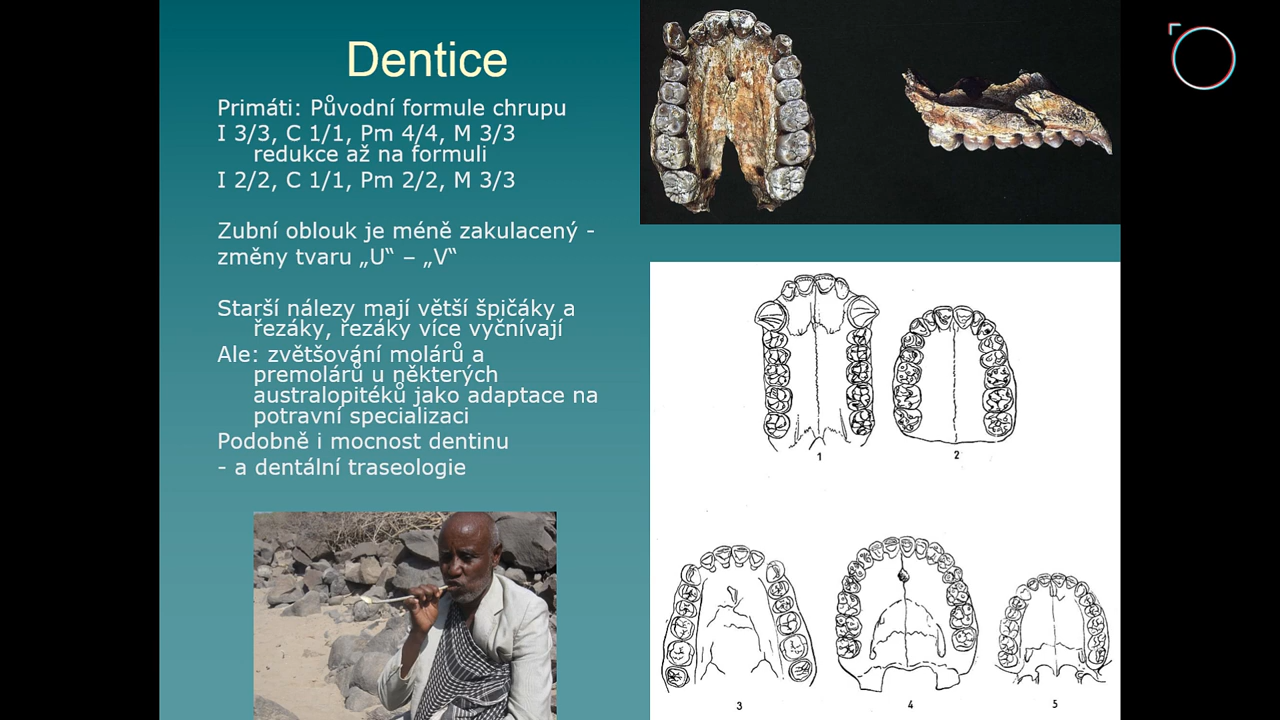 Dentice
Primáti: Původní formule chrupu
I 3/3, C 1/1, Pm 4/4, M 3/3
redukce až na formuli
I 2/2, C 1/1, Pm 2/2, M 3/3
Zubní oblouk je méně zakulacený -
změny tvaru „U“ – „V“
Starší nálezy mají větší špičáky a
řezáky, řezáky více vyčnívají
Ale: zvětšování molárů a
premolárů u některých
australopitéků jako adaptace na
potravní specializaci
Podobně i mocnost dentinu
- a dentální traseologie
1
2
3
4
5